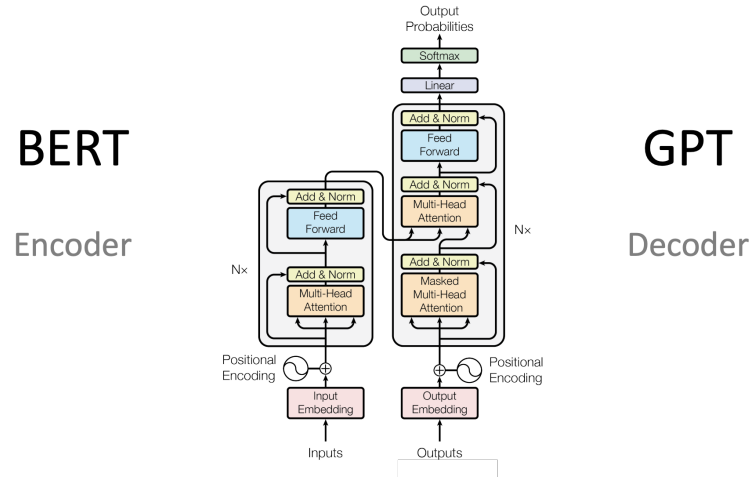 Output
Probabilities
Softmax
Linear
Add & Norm
Feed
Forward
Add & Norm
Multi-Head
Attention
Add & Norm
Masked
Multi-Head
Attention
N×
Add & Norm
Feed
Forward
Add & Norm
Multi-Head
Attention
N×
BERT
Encoder
GPT
Decoder
Positional
Encoding
Positional
Encoding
Input
Embedding
Output
Embedding
Inputs
Outputs